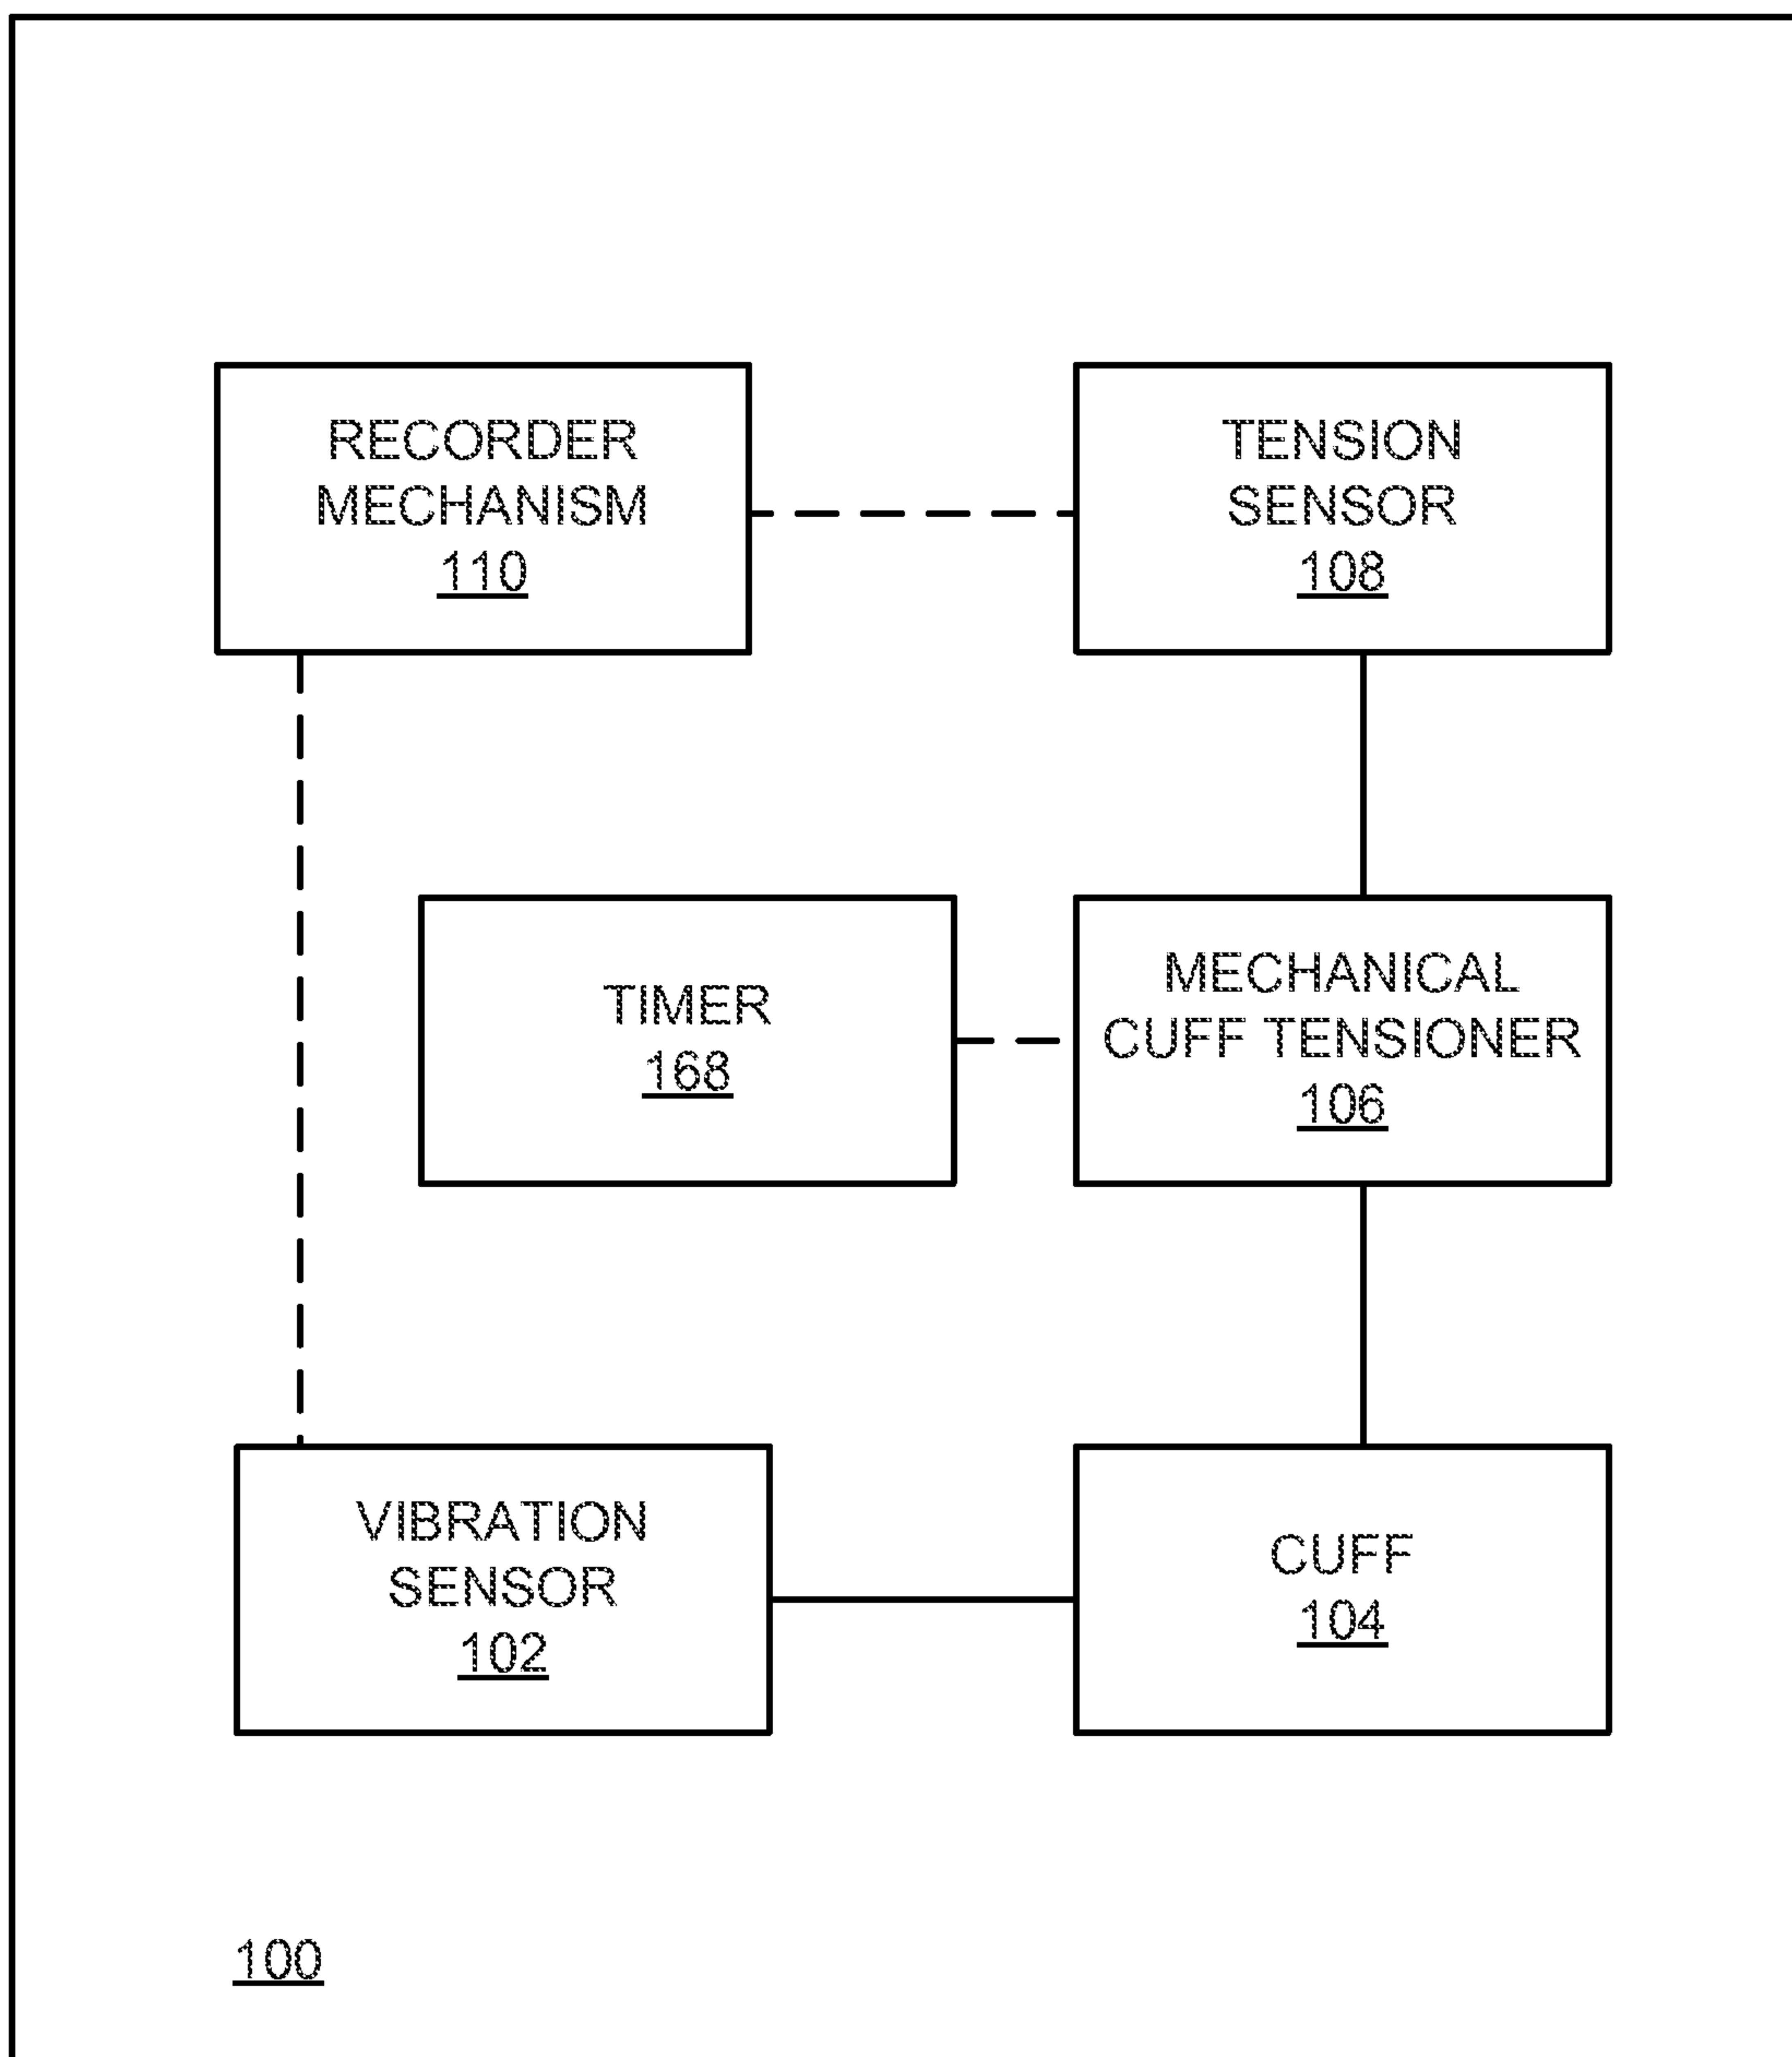 RECORDER
MECHANISM
110
TENSION
SENSOR
108
TIMER
168
MECHANICAL
CUFF TENSIONER
106
VIBRATION
SENSOR
102
CUFF
104
100